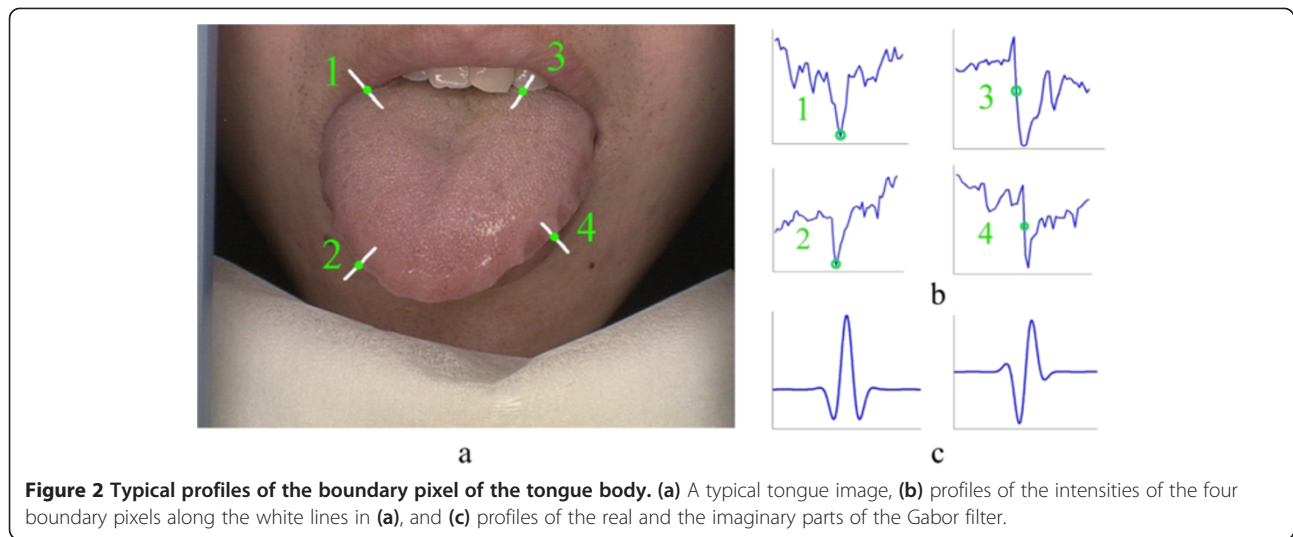 1
3
2
4
1
3
2
4
b
a
c
Figure 2 Typical profiles of the boundary pixel of the tongue body. (a) A typical tongue image, (b) profiles of the intensities of the four
boundary pixels along the white lines in (a), and (c) profiles of the real and the imaginary parts of the Gabor filter.